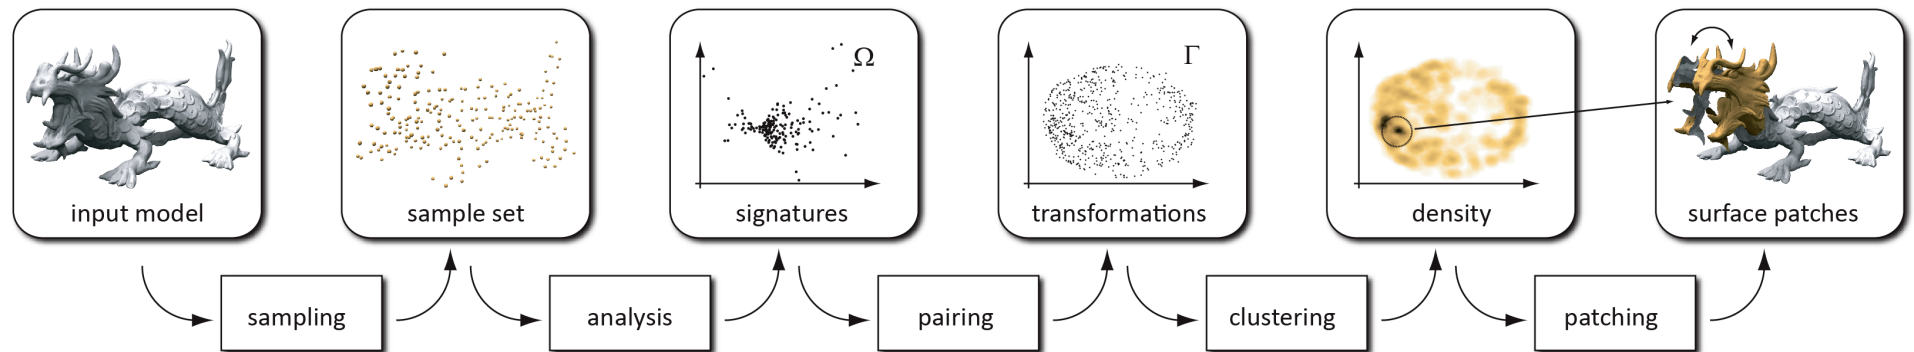 Ω
Γ
input model
sample set
signatures
transformations
density
surface patches
sampling
analysis
pairing
clustering
patching